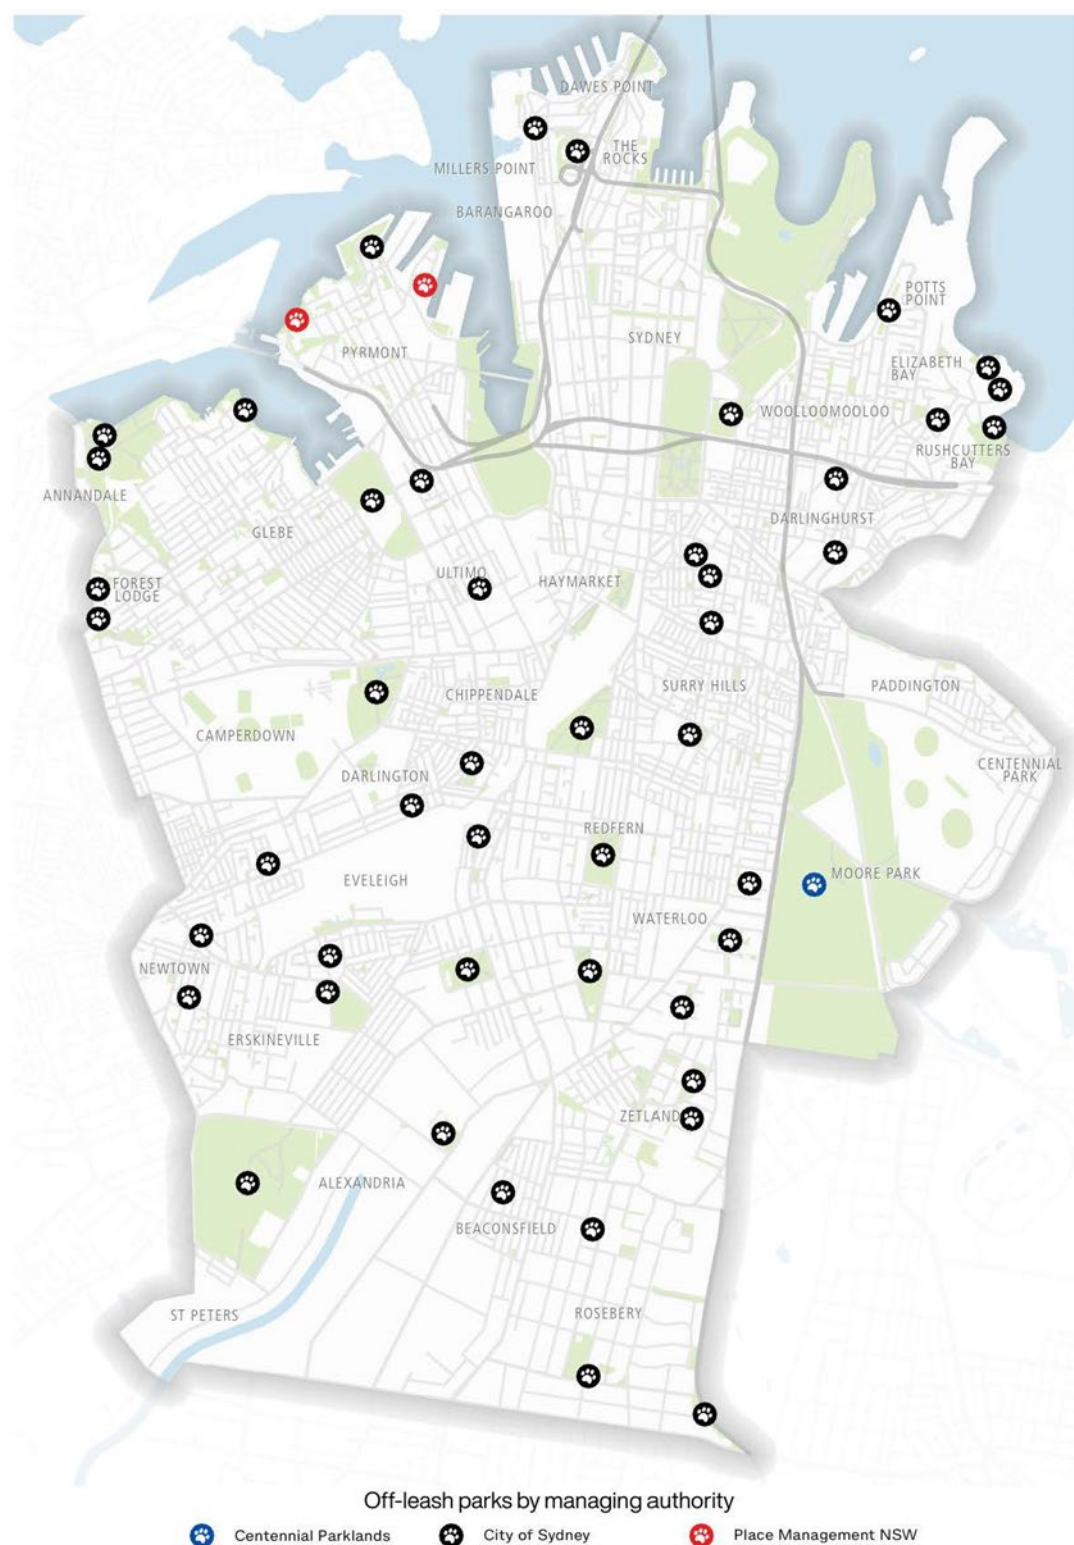 DAWES POINT
THE
ROCKS
MILLERS POINT
BARANGAROO
POTTS
POINT
SYDNEY
PYRMONT
ELIZABETH
BAY
WOOLLOOMOOLOO
RUSHCUTTERS
BAY
ANNANDALE
DARLINGHURST
GLEBE
ULTIMO
HAYMARKET
FOREST
LODGE
SURRY HILLS
PADDINGTON
CHIPPENDALE
CAMPERDOWN
CENTENNIAL
PARK
DARLINGTON
REDFERN
MOORE PARK
EVELEIGH
WATERLOO
NEWTOWN
ERSKINEVILLE
ZETLAND
ALEXANDRIA
BEACONSFIELD
ST PETERS
ROSEBERY
Off-leash parks by managing authority
Centennial Parklands
City of Sydney
Place Management NSW